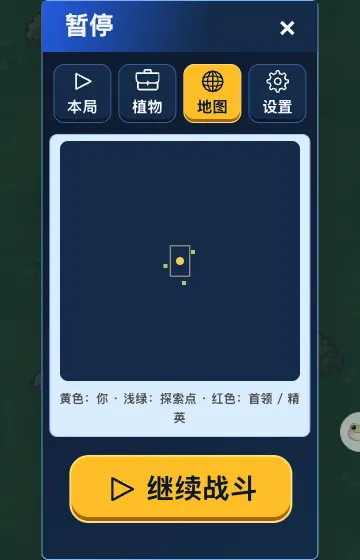 暂停
本局
植物
地图
设置
黄色：你 · 浅绿：探索点 · 红色：首领 / 精
英
继续战斗